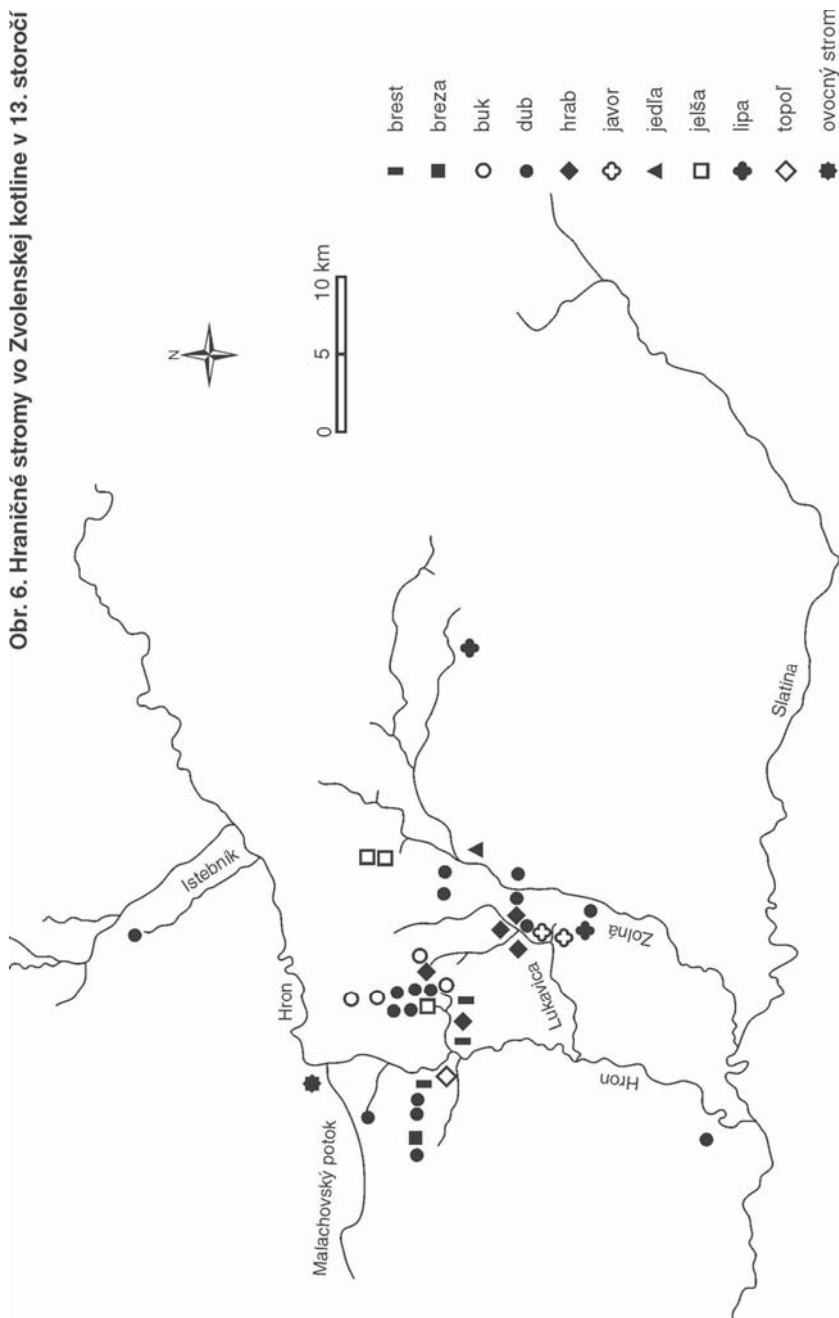 Obr. 6. Hraničné stromy vo Zvolenskej kotline v 13. storočí
N
0 5 10 km
Istebník
Hron
Malachovský potok
Lukavica
Zolná
Hron
Slatina
brest
breza
buk
dub
hrab
javor
jedľa
jelša
lipa
topoľ
ovocný strom